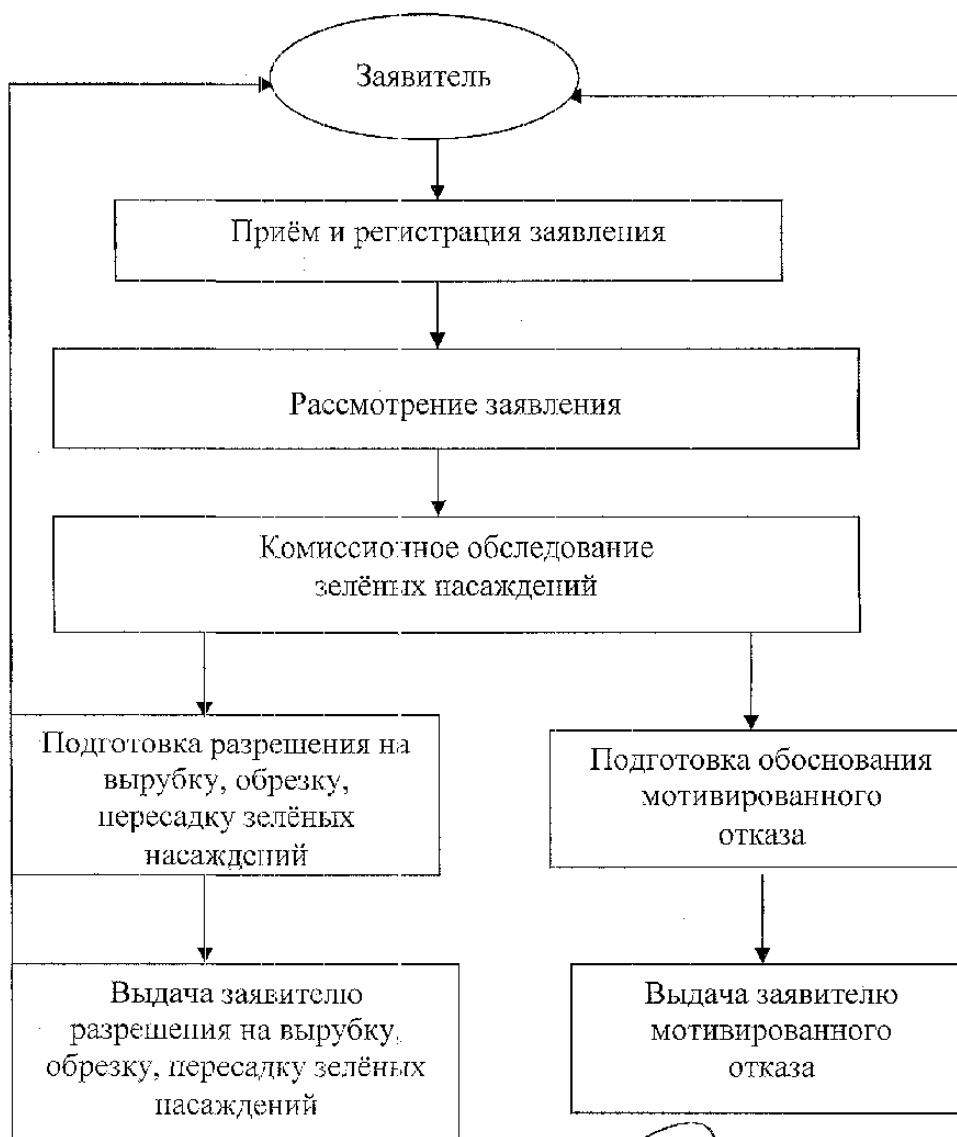 Заявитель
Приём и регистрация заявления
Рассмотрение заявления
Комиссионное обследование
зелёных насаждений
Подготовка разрешения на
вырубку, обрезку,
пересадку зелёных
насаждений
Подготовка обоснования
мотивированного
отказа
Выдача заявителю
разрешения на вырубку,
обрезку, пересадку зелёных
насаждений
Выдача заявителю
мотивированного
отказа